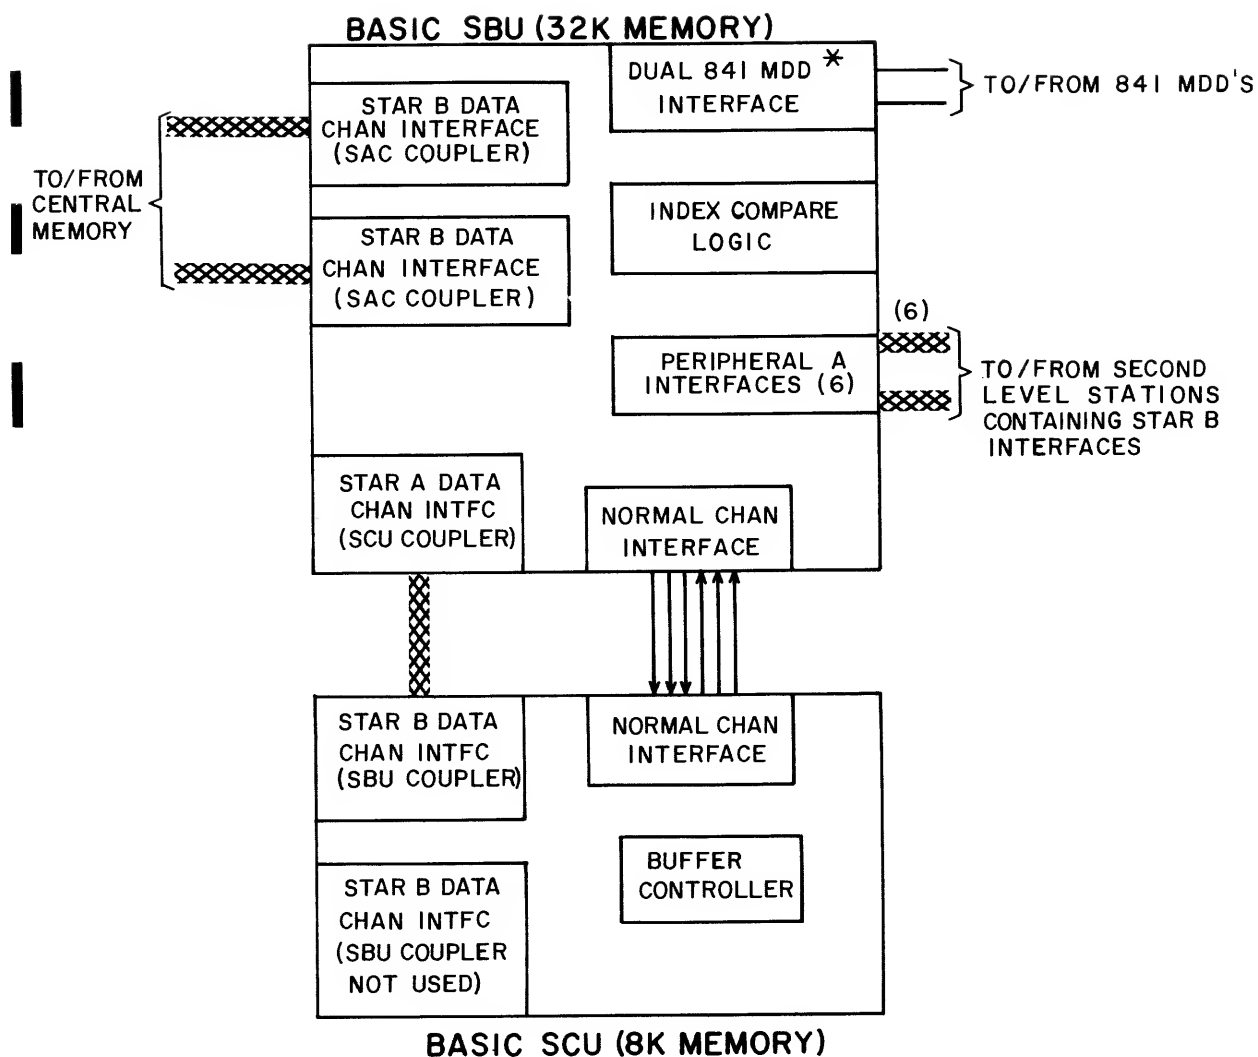 BASIC SBU (32K MEMORY)
DUAL 841 MDD *
INTERFACE
TO/FROM 841 MDD'S
STAR B DATA
CHAN INTERFACE
(SAC COUPLER)
TO/FROM
CENTRAL
MEMORY
INDEX COMPARE
LOGIC
STAR B DATA
CHAN INTERFACE
(SAC COUPLER)
(6)
PERIPHERAL A
INTERFACES (6)
TO/FROM SECOND
LEVEL STATIONS
CONTAINING STAR B
INTERFACES
STAR A DATA
CHAN INTFC
(SCU COUPLER)
NORMAL CHAN
INTERFACE
STAR B DATA
CHAN INTFC
(SBU COUPLER)
NORMAL CHAN
INTERFACE
BUFFER
CONTROLLER
STAR B DATA
CHAN INTFC
(SBU COUPLER
NOT USED)
BASIC SCU (8K MEMORY)